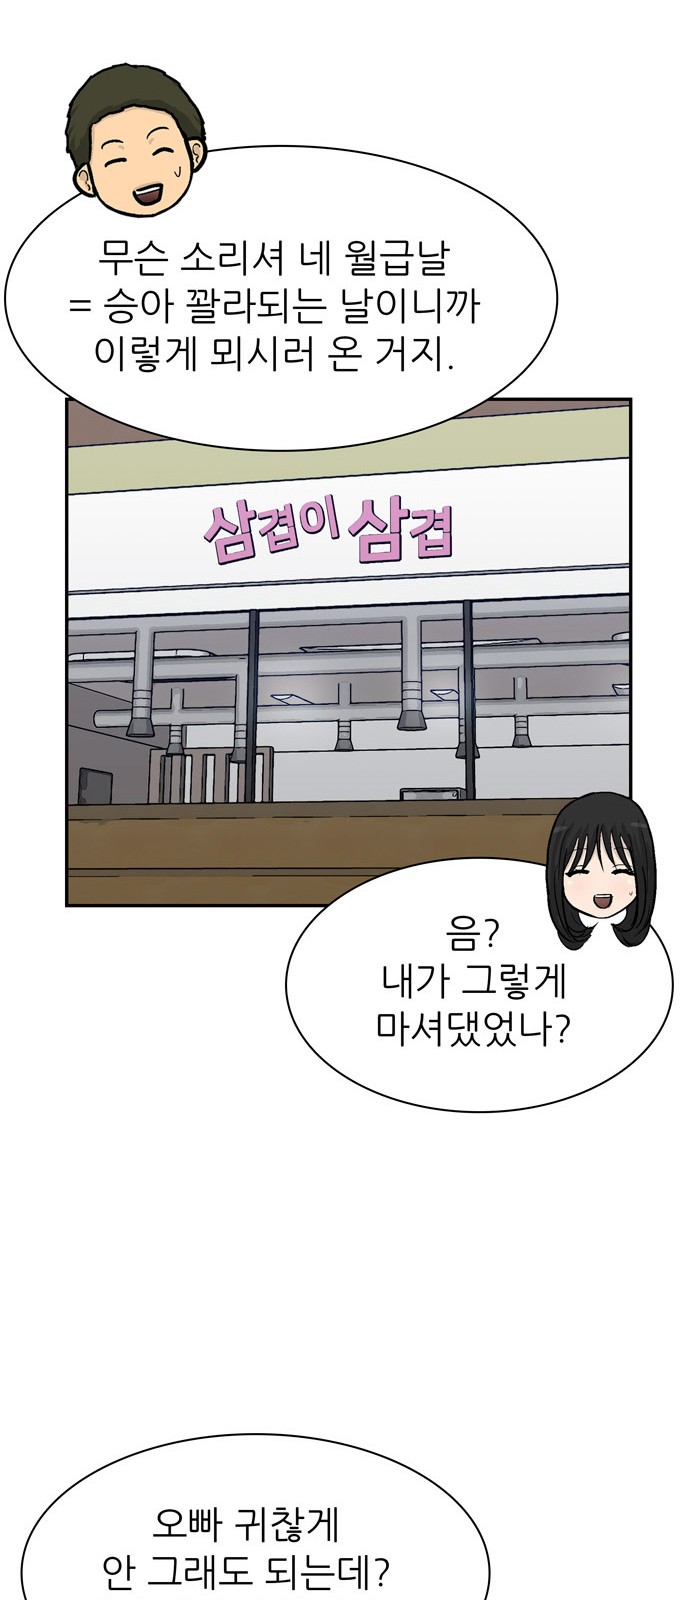 무슨 소리셔 네 월급날
= 승아 꽐라되는 날이니까
이렇게 뫼시러 온 거지.
삼겹이 삼겹
음?
내가 그렇게
마셔댔었나?
오빠 귀찮게
안 그래도 되는데?